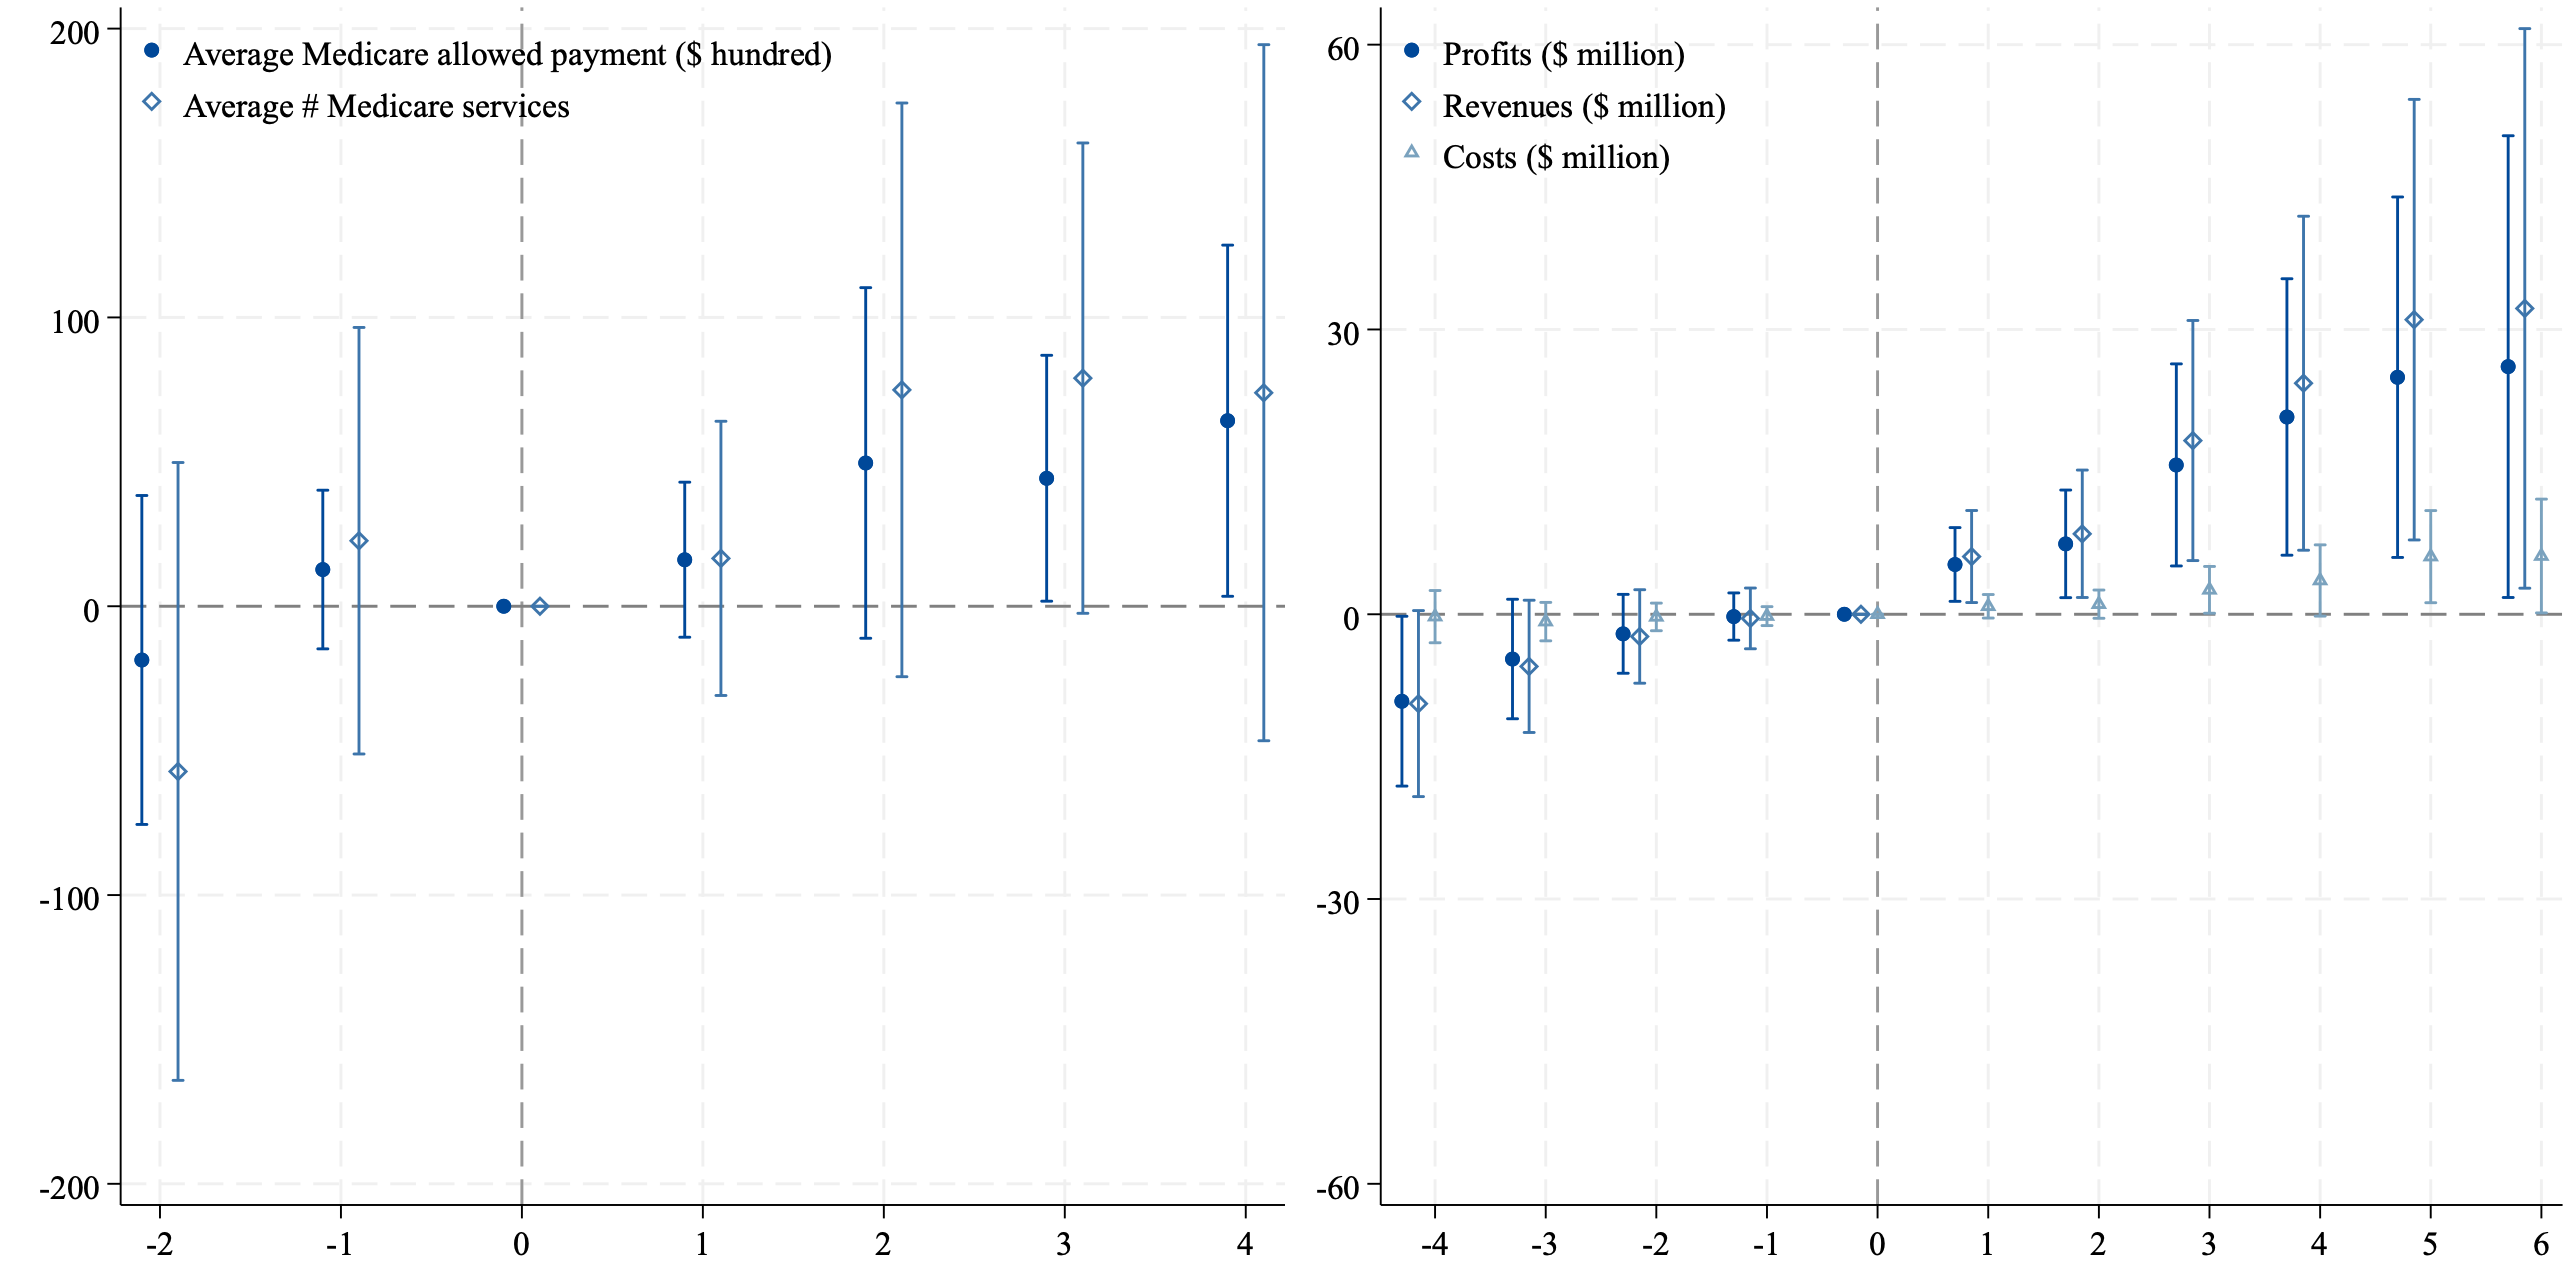 200
100
0
-100
-200
Average Medicare allowed payment ($ hundred)
Average # Medicare services
-2 -1 0 1 2 3 4
60
30
0
-30
-60
Profits ($ million)
Revenues ($ million)
Costs ($ million)
-4 -3 -2 -1 0 1 2 3 4 5 6